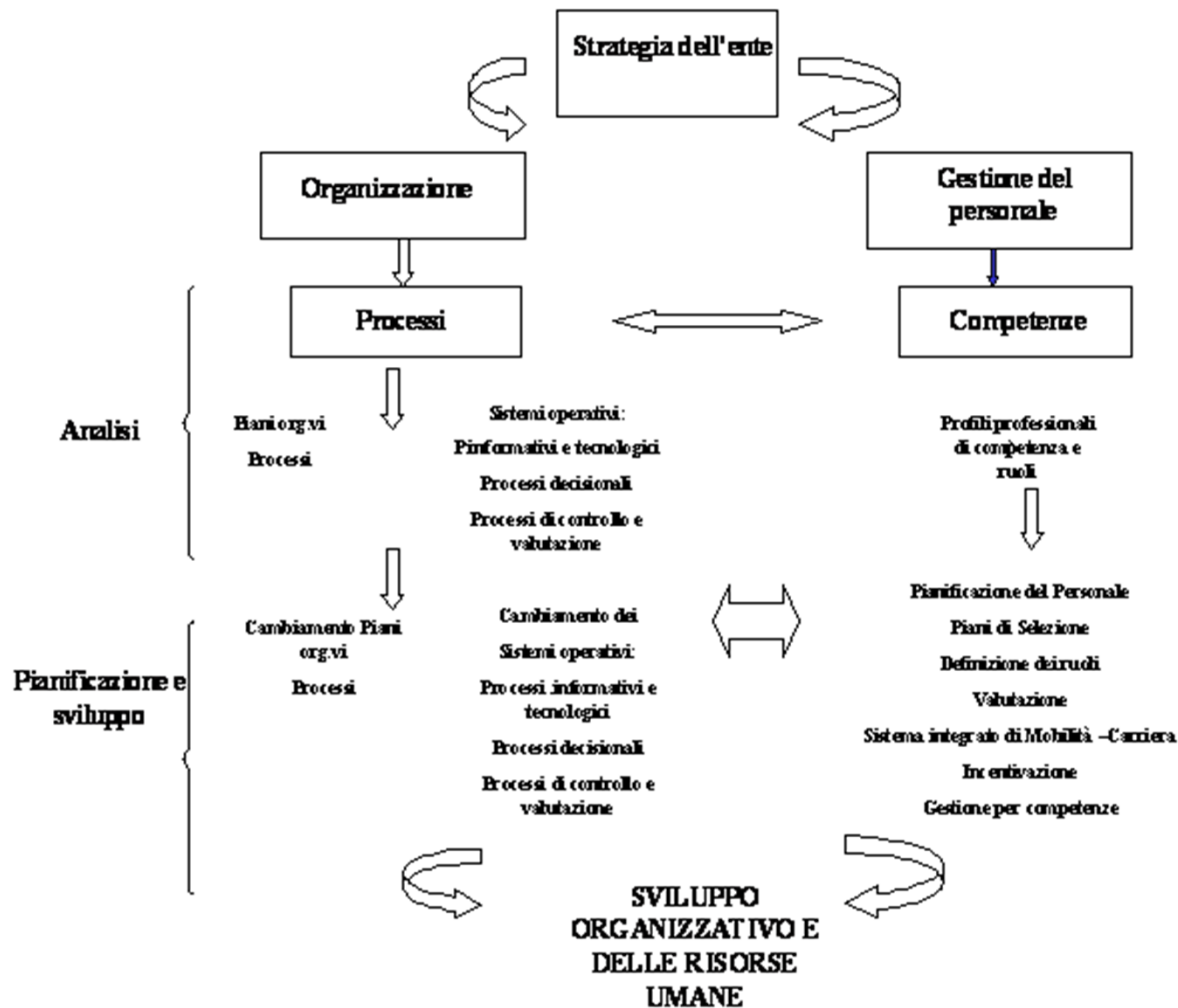 Strategia dell'ente
Organizzazione
Gestione del
personale
Processi
Competenze
Analisi
Piani org.vi
Processi
Sistemi operativi:
P.informativi e tecnologici
Processi decisionali
Processi di controllo e
valutazione
Profili professionali
di competenza e
ruoli
Pianificazione e
sviluppo
Cambiamento Piani
org.vi
Processi
Cambiamento dei
Sistemi operativi:
Processi informativi e
tecnologici
Processi decisionali
Processi di controllo e
valutazione
Pianificazione del Personale
Piani di Selezione
Definizione dei ruoli
Valutazione
Sistema integrato di Mobilità –Carriera
Incentivazione
Gestione per competenze
SVILUPPO
ORGANIZZATIVO E
DELLE RISORSE
UMANE